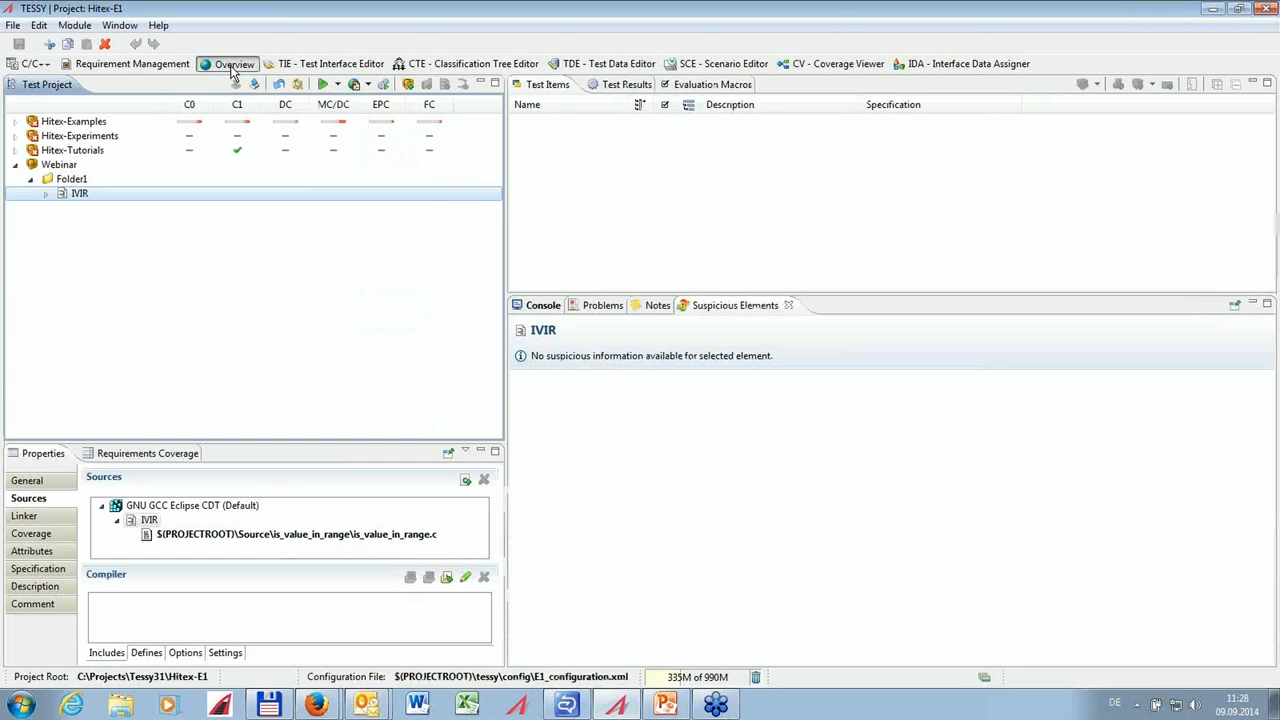 TESSY | Project: Hitex-E1
File Edit Module Window Help
C/C++ Requirement Management Overview TIE - Test Interface Editor CTE - Classification Tree Editor TDE - Test Data Editor SCE - Scenario Editor CV - Coverage Viewer IDA - Interface Data Assigner
Test Project
C0 C1 DC MC/DC EPC FC
Hitex-Examples
Hitex-Experiments
Hitex-Tutorials
Webinar
Folder1
IVIR
Test Items Test Results Evaluation Macros
Name Description Specification
Console Problems Notes Suspicious Elements
IVIR
No suspicious information available for selected element.
Properties Requirements Coverage
General
Sources
Linker
Coverage
Attributes
Specification
Description
Comment
Sources
GNU GCC Eclipse CDT (Default)
IVIR
$(PROJECTROOT)\Source\is_value_in_range\is_value_in_range.c
Compiler
Includes Defines Options Settings
Project Root: C:\Projects\Tessy31\Hitex-E1 Configuration File: $(PROJECTROOT)\tessy\config\E1_configuration.xml 335M of 990M
DE 11:28
09.09.2014